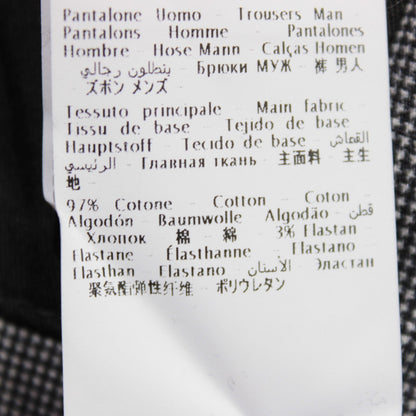 Pantalone Uomo - Trousers Man -
Pantalons Homme - Pantalones
Hombre - Hose Mann - Calças Homen
بنطلون رجالي - Брюки МУЖ - 裤 男人
- ズボン メンズ -
Tessuto principale - Main fabric -
Tissu de base - Tejido de base -
Hauptstoff - Tecido de base - القماش
الرئيسي - Главная ткань - 主面料 - 主生
地 -
97% Cotone - Cotton - Coton -
Algodón - Baumwolle - Algodão - قطن
- Хлопок - 棉 - 綿 - 3% Elastan -
Elastane - Élasthanne - Elastano -
Elasthan - Elastano - الأستان - Эластан
- 聚氨酯弹性纤维 - ポリウレタン